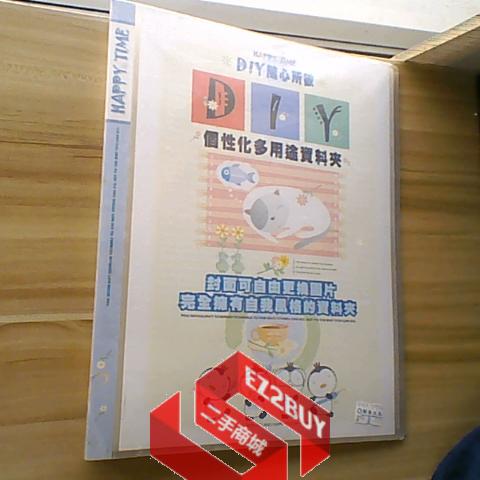 HAPPY TIME
HAPPY TIME
DIY隨心所欲
DIY
個性化多用途資料夾
封面可自由更換圖片
完全擁有自我風格的資料夾
EZ2BUY
二手商城